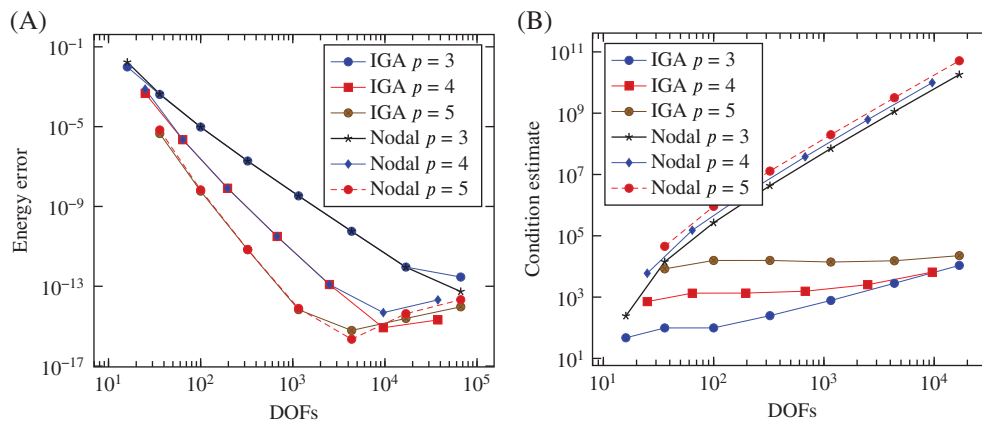 (A)
10^-1
10^-5
10^-9
10^-13
10^-17
Energy error
10^1
10^2
10^3
10^4
10^5
DOFs
IGA p = 3
IGA p = 4
IGA p = 5
Nodal p = 3
Nodal p = 4
Nodal p = 5
(B)
10^11
10^9
10^7
10^5
10^3
10^1
Condition estimate
10^1
10^2
10^3
10^4
DOFs
IGA p = 3
IGA p = 4
IGA p = 5
Nodal p = 3
Nodal p = 4
Nodal p = 5